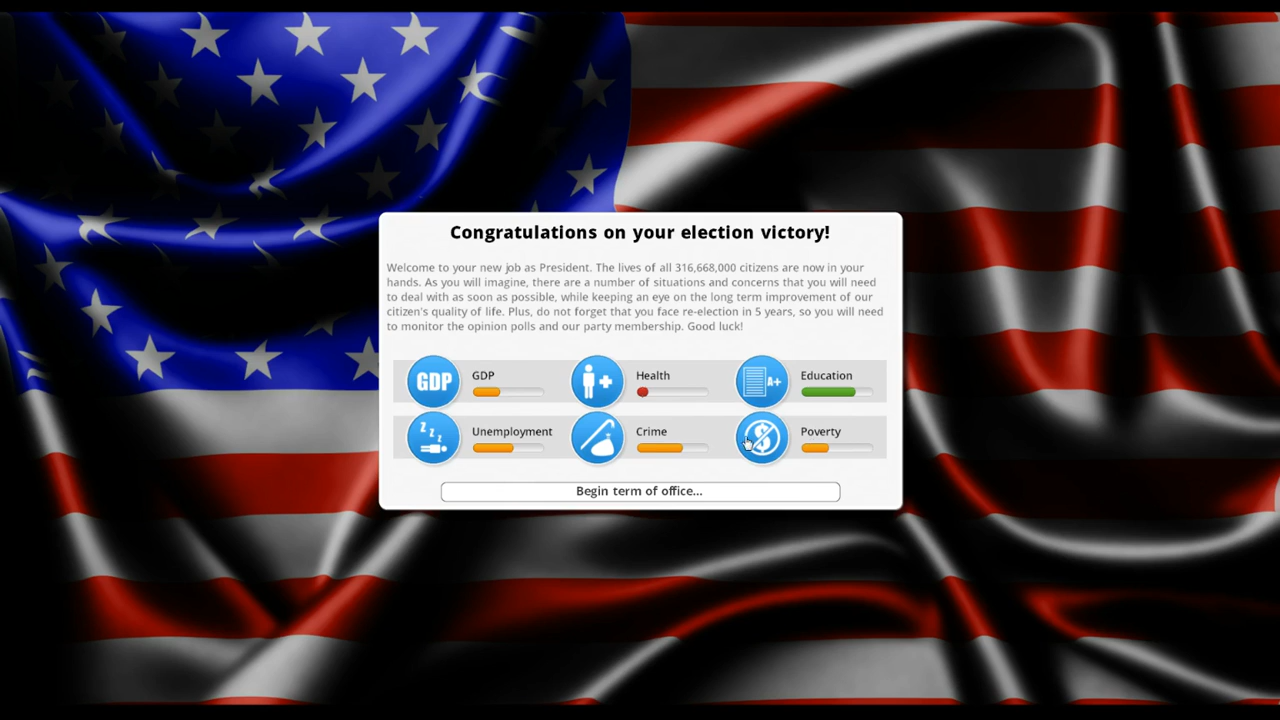 Congratulations on your election victory!
Welcome to your new job as President. The lives of all 316,668,000 citizens are now in your
hands. As you will imagine, there are a number of situations and concerns that you will need
to deal with as soon as possible, while keeping an eye on the long term improvement of our
citizen's quality of life. Plus, do not forget that you face re-election in 5 years, so you will need
to monitor the opinion polls and our party membership. Good luck!
GDP GDP Health A+ Education
Z Z Z Unemployment Crime $ Poverty
Begin term of office...